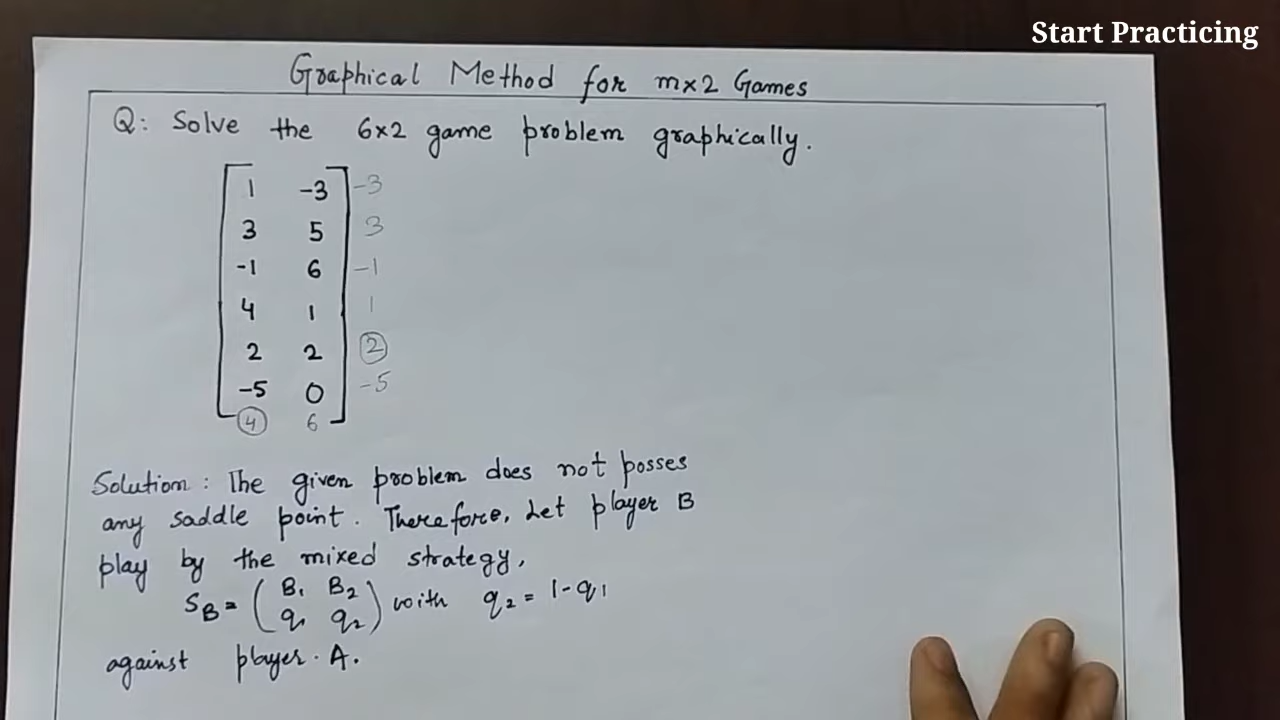 Start Practicing
Graphical Method for m×2 Games
Q: Solve the 6×2 game problem graphically.
1 -3 -3
3 5 3
-1 6 -1
4 1 1
2 2 2
-5 0 -5
4 6
Solution: The given problem does not posses
any saddle point. Therefore, Let player B
play by the mixed strategy,
S_B = ( B₁ B₂ ) with q₂ = 1-q₁
q₁ q₂
against player A.